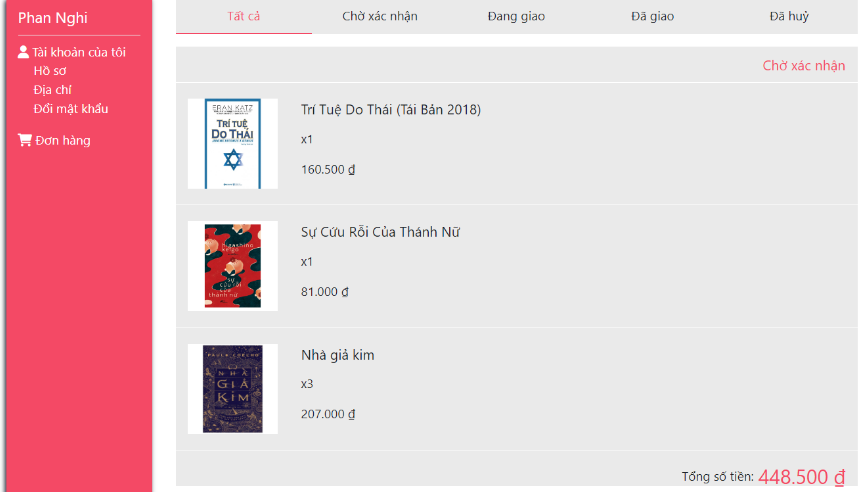 Phan Nghi
Tài khoản của tôi
Hồ sơ
Địa chỉ
Đổi mật khẩu
Đơn hàng
Tất cả
Chờ xác nhận
Đang giao
Đã giao
Đã huỷ
Chờ xác nhận
ERAN KATZ
TRÍ TUỆ
DO THÁI
Trí Tuệ Do Thái (Tái Bản 2018)
x1
160.500 ₫
higashino
keigo
sự
cứu rỗi
của
thánh nữ
Sự Cứu Rỗi Của Thánh Nữ
x1
81.000 ₫
PAULO COELHO
NHÀ
GIẢ
KIM
Nhà giả kim
x3
207.000 ₫
Tổng số tiền: 448.500 ₫